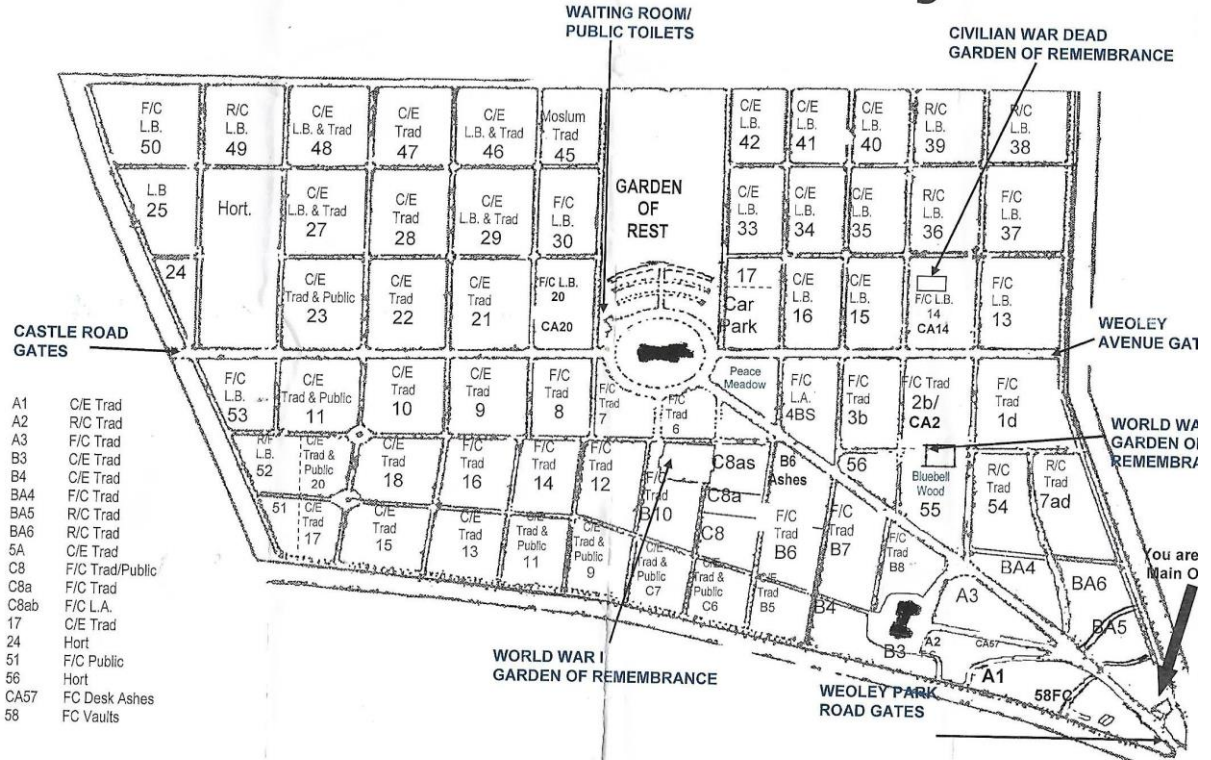 WAITING ROOM/
PUBLIC TOILETS
CIVILIAN WAR DEAD
GARDEN OF REMEMBRANCE
F/C
L.B.
50
R/C
L.B.
49
C/E
L.B. & Trad
48
C/E
Trad
47
C/E
L.B. & Trad
46
Moslum
Trad
45
C/E
L.B.
42
C/E
L.B.
41
C/E
L.B.
40
R/C
L.B.
39
R/C
L.B.
38
L.B
25
Hort.
C/E
L.B. & Trad
27
C/E
Trad
28
C/E
L.B. & Trad
29
F/C
L.B.
30
GARDEN
OF
REST
C/E
L.B.
33
C/E
L.B.
34
C/E
L.B.
35
R/C
L.B.
36
F/C
L.B.
37
24
C/E
Trad & Public
23
C/E
Trad
22
C/E
Trad
21
F/C L.B.
20
CA20
17
Car
Park
C/E
L.B.
16
C/E
L.B.
15
F/C L.B.
14
CA14
F/C
L.B.
13
CASTLE ROAD
GATES
WEOLEY
AVENUE GAT
F/C
L.B.
53
C/E
Trad & Public
11
C/E
Trad
10
C/E
Trad
9
F/C
Trad
8
F/C
Trad
7
F/C
Trad
6
Peace
Meadow
F/C
L.A.
4BS
F/C
Trad
3b
F/C Trad
2b/
CA2
F/C
Trad
1d
WORLD WA
GARDEN O
REMEMBRA
L.B.
52
C/E
Trad &
Public
20
C/E
Trad
18
F/C
Trad
16
F/C
Trad
14
F/C
Trad
12
F/C
Trad
B10
C8as
C8a
C8
B6
Ashes
56
Bluebell
Wood
55
R/C
Trad
54
R/C
Trad
7ad
51
C/E
Trad
17
C/E
Trad
15
C/E
Trad
13
C/E
Trad &
Public
11
C/E
Trad &
Public
9
C/E
Trad &
Public
C7
C/E
Trad &
Public
C6
C/E
Trad
B5
F/C
Trad
B6
F/C
Trad
B7
F/C
Trad
B8
B4
BA4
BA6
BA5
A3
A2
B3
CA57
A1
58FC
You are
Main O
WORLD WAR I
GARDEN OF REMEMBRANCE
WEOLEY PARK
ROAD GATES
A1 C/E Trad
A2 R/C Trad
A3 F/C Trad
B3 C/E Trad
B4 C/E Trad
BA4 F/C Trad
BA5 R/C Trad
BA6 R/C Trad
5A C/E Trad
C8 F/C Trad/Public
C8a F/C Trad
C8ab F/C L.A.
17 C/E Trad
24 Hort
51 F/C Public
56 Hort
CA57 FC Desk Ashes
58 FC Vaults